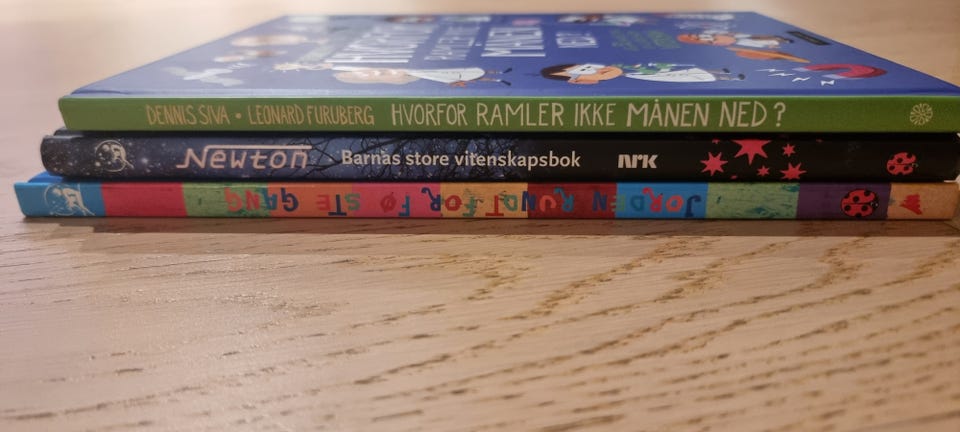 DENNIS SIVA • LEONARD FURUBERG HVORFOR RAMLER IKKE MÅNEN NED?
Newton Barnas store vitenskapsbok NRK
JORDEN RUNDT FOR FØRSTE GANG